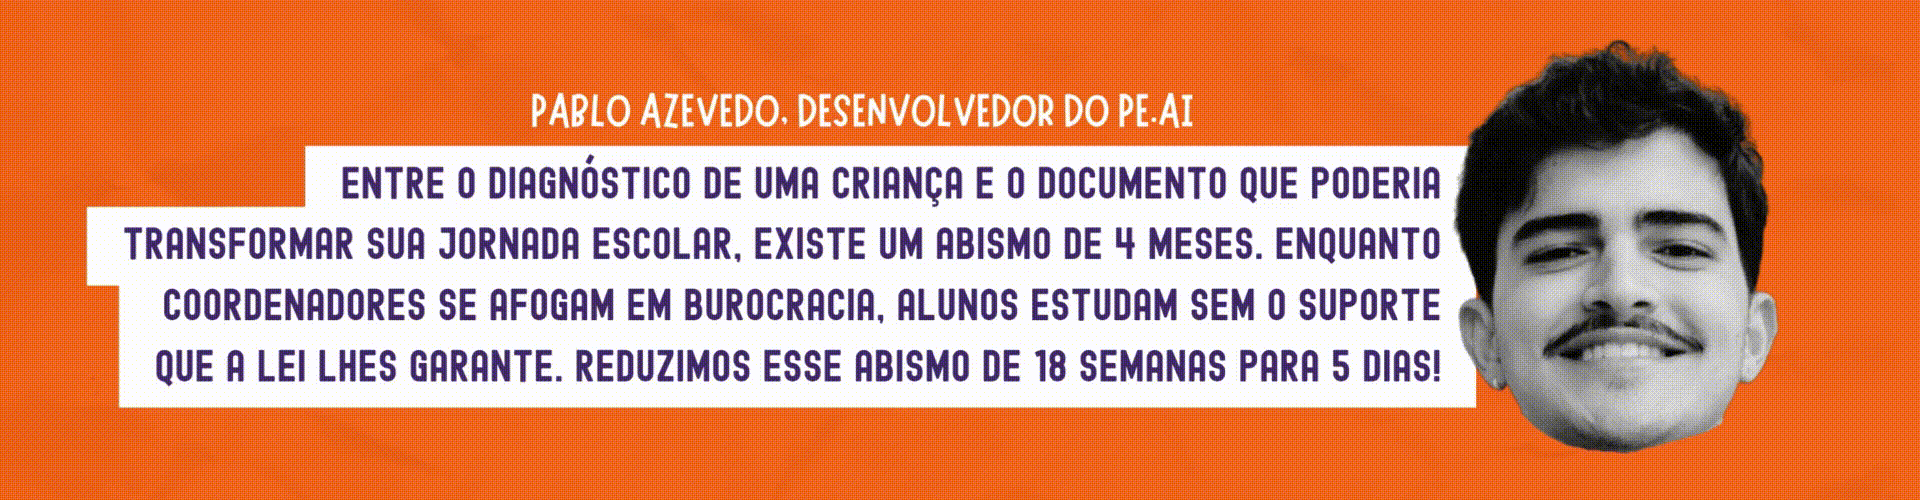 PABLO AZEVEDO, DESENVOLVEDOR DO PE.AI
ENTRE O DIAGNÓSTICO DE UMA CRIANÇA E O DOCUMENTO QUE PODERIA
TRANSFORMAR SUA JORNADA ESCOLAR, EXISTE UM ABISMO DE 4 MESES. ENQUANTO
COORDENADORES SE AFOGAM EM BUROCRACIA, ALUNOS ESTUDAM SEM O SUPORTE
QUE A LEI LHES GARANTE. REDUZIMOS ESSE ABISMO DE 18 SEMANAS PARA 5 DIAS!